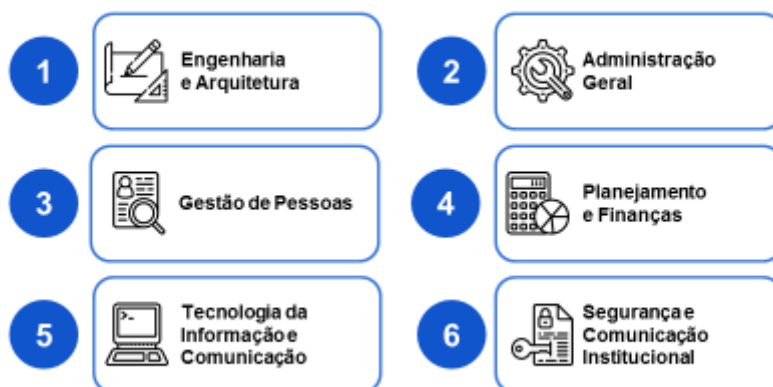 1
Engenharia
e Arquitetura
2
Administração
Geral
3
Gestão de Pessoas
4
Planejamento
e Finanças
5
Tecnologia da
Informação e
Comunicação
6
Segurança e
Comunicação
Institucional